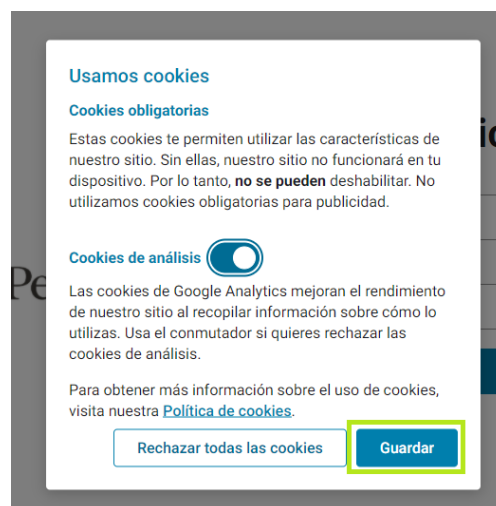 Usamos cookies
Cookies obligatorias
Estas cookies te permiten utilizar las características de
nuestro sitio. Sin ellas, nuestro sitio no funcionará en tu
dispositivo. Por lo tanto, no se pueden deshabilitar. No
utilizamos cookies obligatorias para publicidad.
Cookies de análisis
Las cookies de Google Analytics mejoran el rendimiento
de nuestro sitio al recopilar información sobre cómo lo
utilizas. Usa el conmutador si quieres rechazar las
cookies de análisis.
Para obtener más información sobre el uso de cookies,
visita nuestra Política de cookies.
Rechazar todas las cookies Guardar